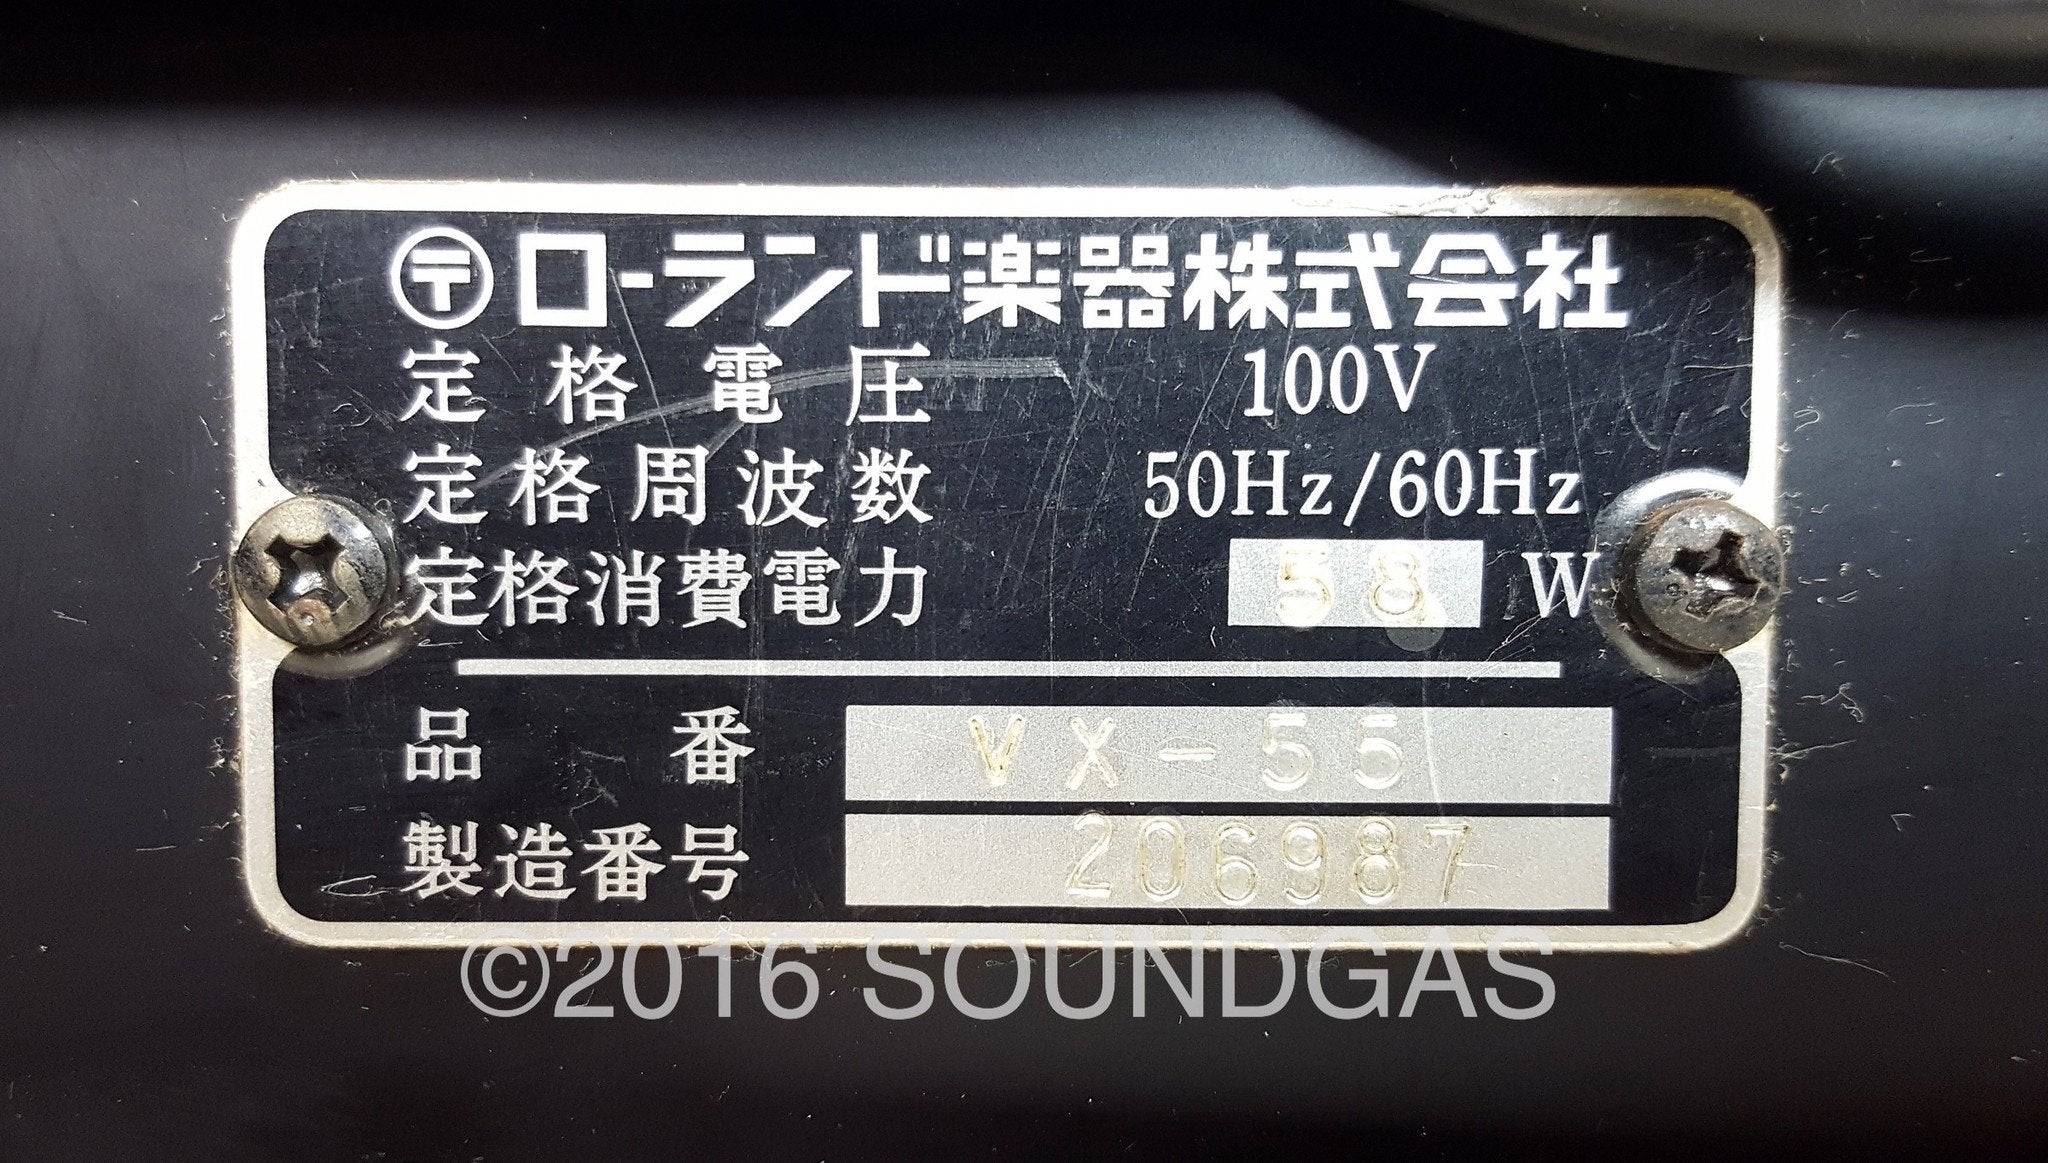 〶ローランド楽器株式会社
定格電圧 100V
定格周波数 50Hz/60Hz
定格消費電力 58 W
品番 VX-55
製造番号 206987
©2016 SOUNDGAS